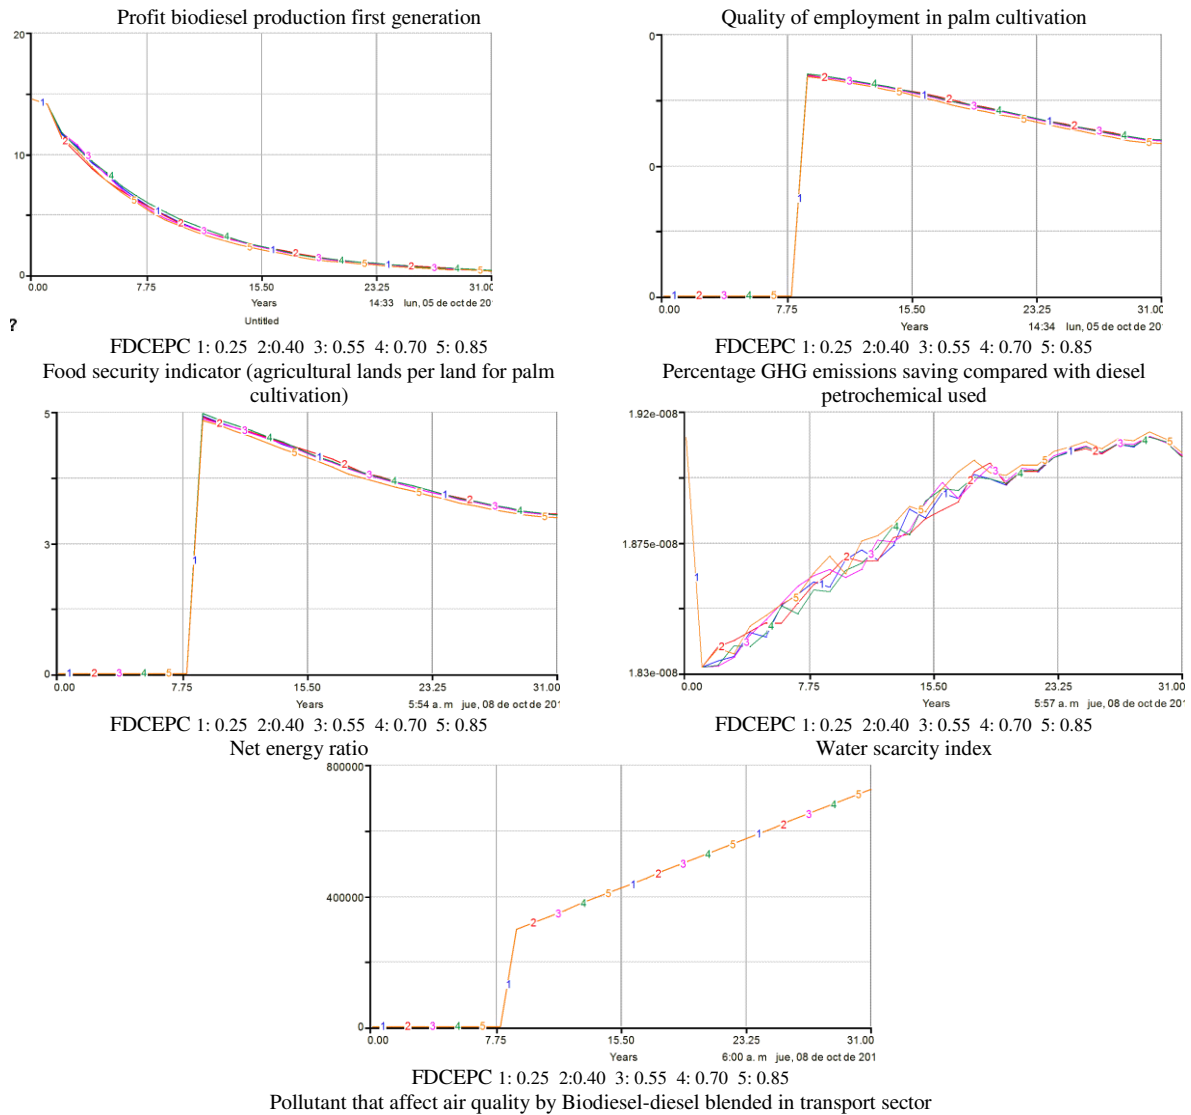 Profit biodiesel production first generation
Quality of employment in palm cultivation
20
10
0
0.00 7.75 15.50 23.25 31.00
Years
14:33 lun, 05 de oct de 20
Untitled
?
0
0
0
0.00 7.75 15.50 23.25 31.00
Years
14:34 lun, 05 de oct de 20
FDCEPC 1: 0.25 2:0.40 3: 0.55 4: 0.70 5: 0.85
FDCEPC 1: 0.25 2:0.40 3: 0.55 4: 0.70 5: 0.85
Food security indicator (agricultural lands per land for palm
cultivation)
Percentage GHG emissions saving compared with diesel
petrochemical used
5
3
0
0.00 7.75 15.50 23.25 31.00
Years
5:54 a. m jue, 08 de oct de 20
1.92e-008
1.875e-008
1.83e-008
0.00 7.75 15.50 23.25 31.00
Years
5:57 a. m jue, 08 de oct de 20
FDCEPC 1: 0.25 2:0.40 3: 0.55 4: 0.70 5: 0.85
FDCEPC 1: 0.25 2:0.40 3: 0.55 4: 0.70 5: 0.85
Net energy ratio
Water scarcity index
800000
400000
0
0.00 7.75 15.50 23.25 31.00
Years
6:00 a. m jue, 08 de oct de 201
FDCEPC 1: 0.25 2:0.40 3: 0.55 4: 0.70 5: 0.85
Pollutant that affect air quality by Biodiesel-diesel blended in transport sector